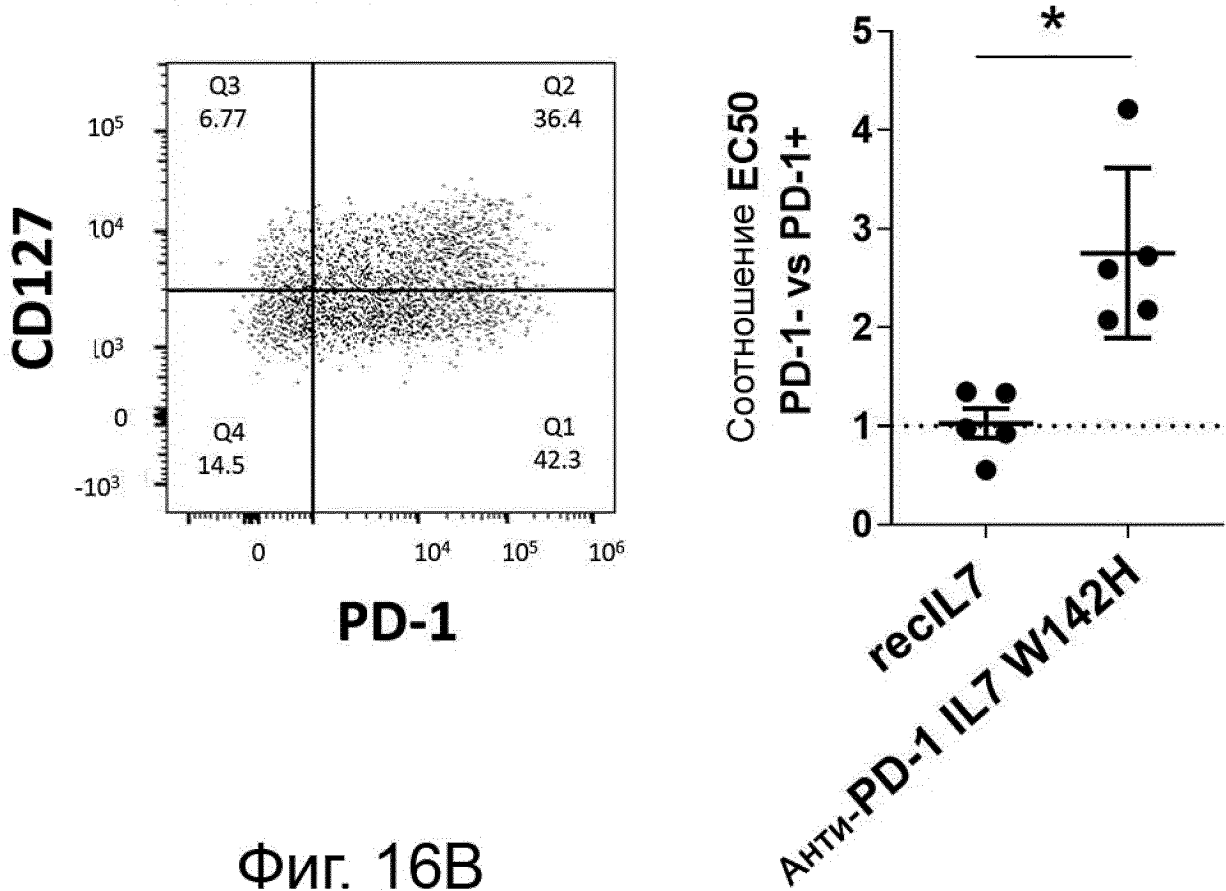 Q3
6.77
Q2
36.4
Q4
14.5
Q1
42.3
10⁵
10⁴
10³
0
-10³
CD127
0
10⁴
10⁵
10⁶
PD-1
*
Соотношение EC50
PD-1- vs PD-1+
5
4
3
2
1
0
recIL7
Анти-PD-1 IL7 W142H
Фиг. 16B